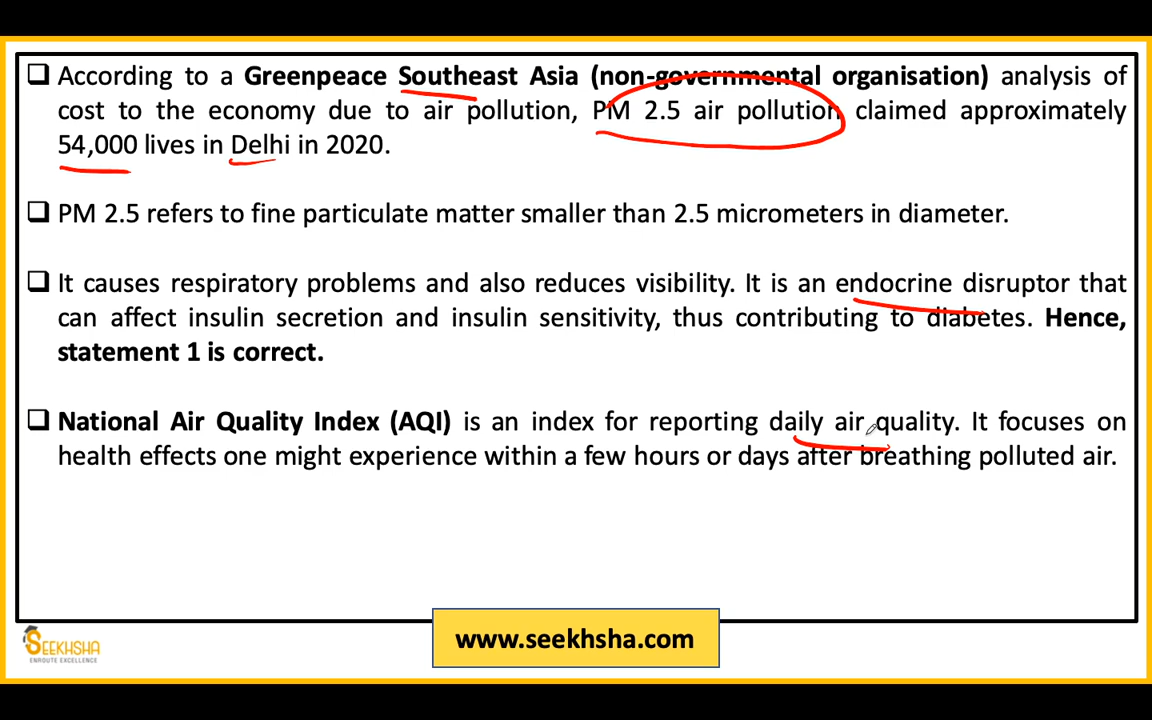 ❑ According to a Greenpeace Southeast Asia (non-governmental organisation) analysis of
cost to the economy due to air pollution, PM 2.5 air pollution claimed approximately
54,000 lives in Delhi in 2020.
❑ PM 2.5 refers to fine particulate matter smaller than 2.5 micrometers in diameter.
❑ It causes respiratory problems and also reduces visibility. It is an endocrine disruptor that
can affect insulin secretion and insulin sensitivity, thus contributing to diabetes. Hence,
statement 1 is correct.
❑ National Air Quality Index (AQI) is an index for reporting daily air quality. It focuses on
health effects one might experience within a few hours or days after breathing polluted air.
SEEKHSHA
ENROUTE EXCELLENCE
www.seekhsha.com